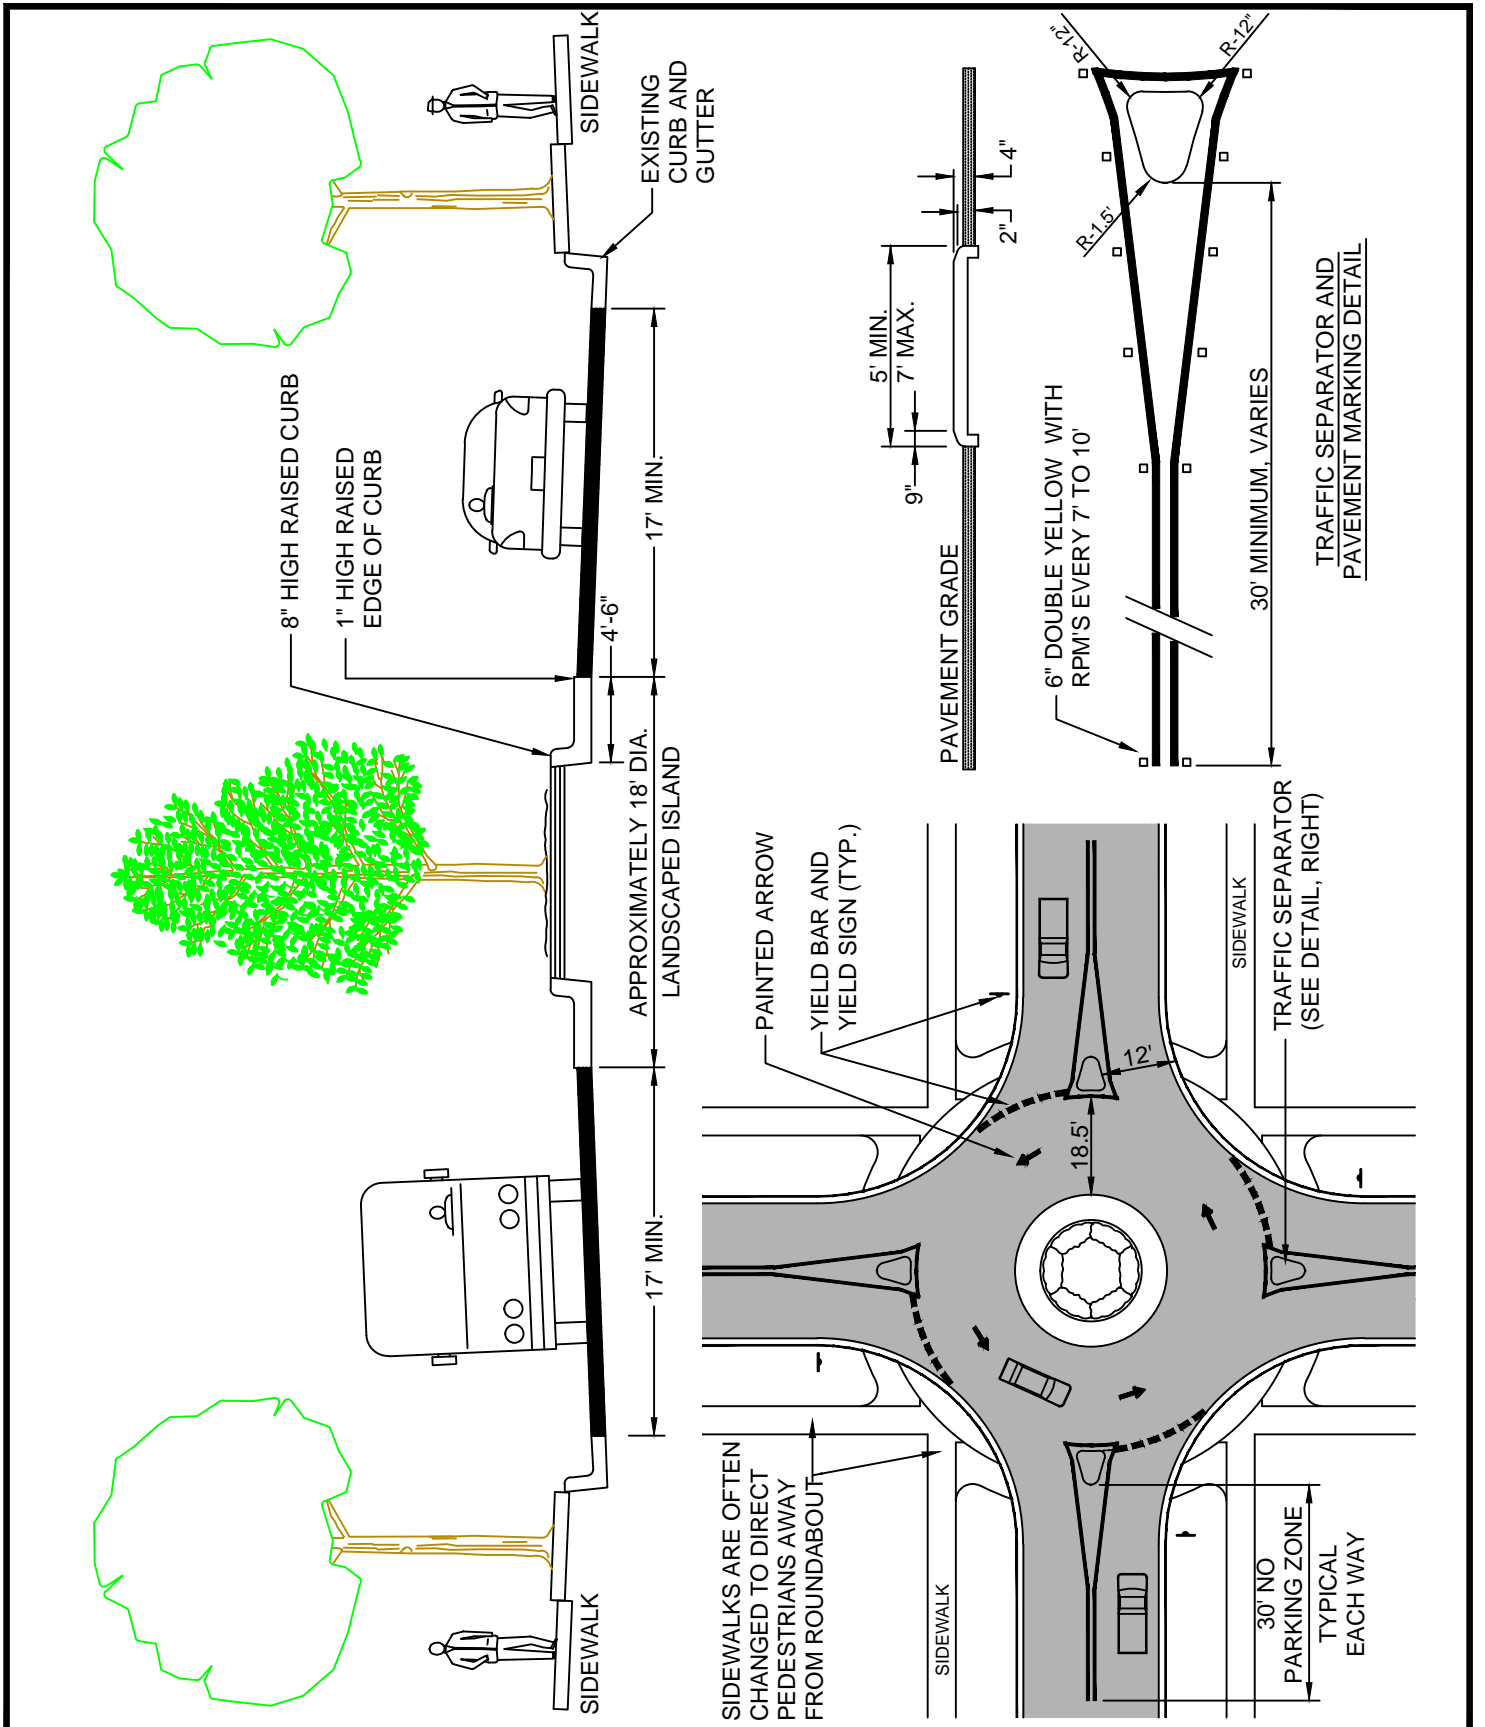 SIDEWALK
17' MIN.
APPROXIMATELY 18' DIA.
LANDSCAPED ISLAND
4'-6"
8" HIGH RAISED CURB
1" HIGH RAISED
EDGE OF CURB
17' MIN.
EXISTING
CURB AND
GUTTER
SIDEWALK
SIDEWALKS ARE OFTEN
CHANGED TO DIRECT
PEDESTRIANS AWAY
FROM ROUNDABOUT
PAINTED ARROW
YIELD BAR AND
YIELD SIGN (TYP.)
SIDEWALK
18.5'
12'
SIDEWALK
30' NO
PARKING ZONE
TYPICAL
EACH WAY
TRAFFIC SEPARATOR
(SEE DETAIL, RIGHT)
PAVEMENT GRADE
9"
5' MIN.
7' MAX.
2"
4"
6" DOUBLE YELLOW WITH
RPM'S EVERY 7' TO 10'
R-1.5'
R-12"
R-12"
30' MINIMUM, VARIES
TRAFFIC SEPARATOR AND
PAVEMENT MARKING DETAIL